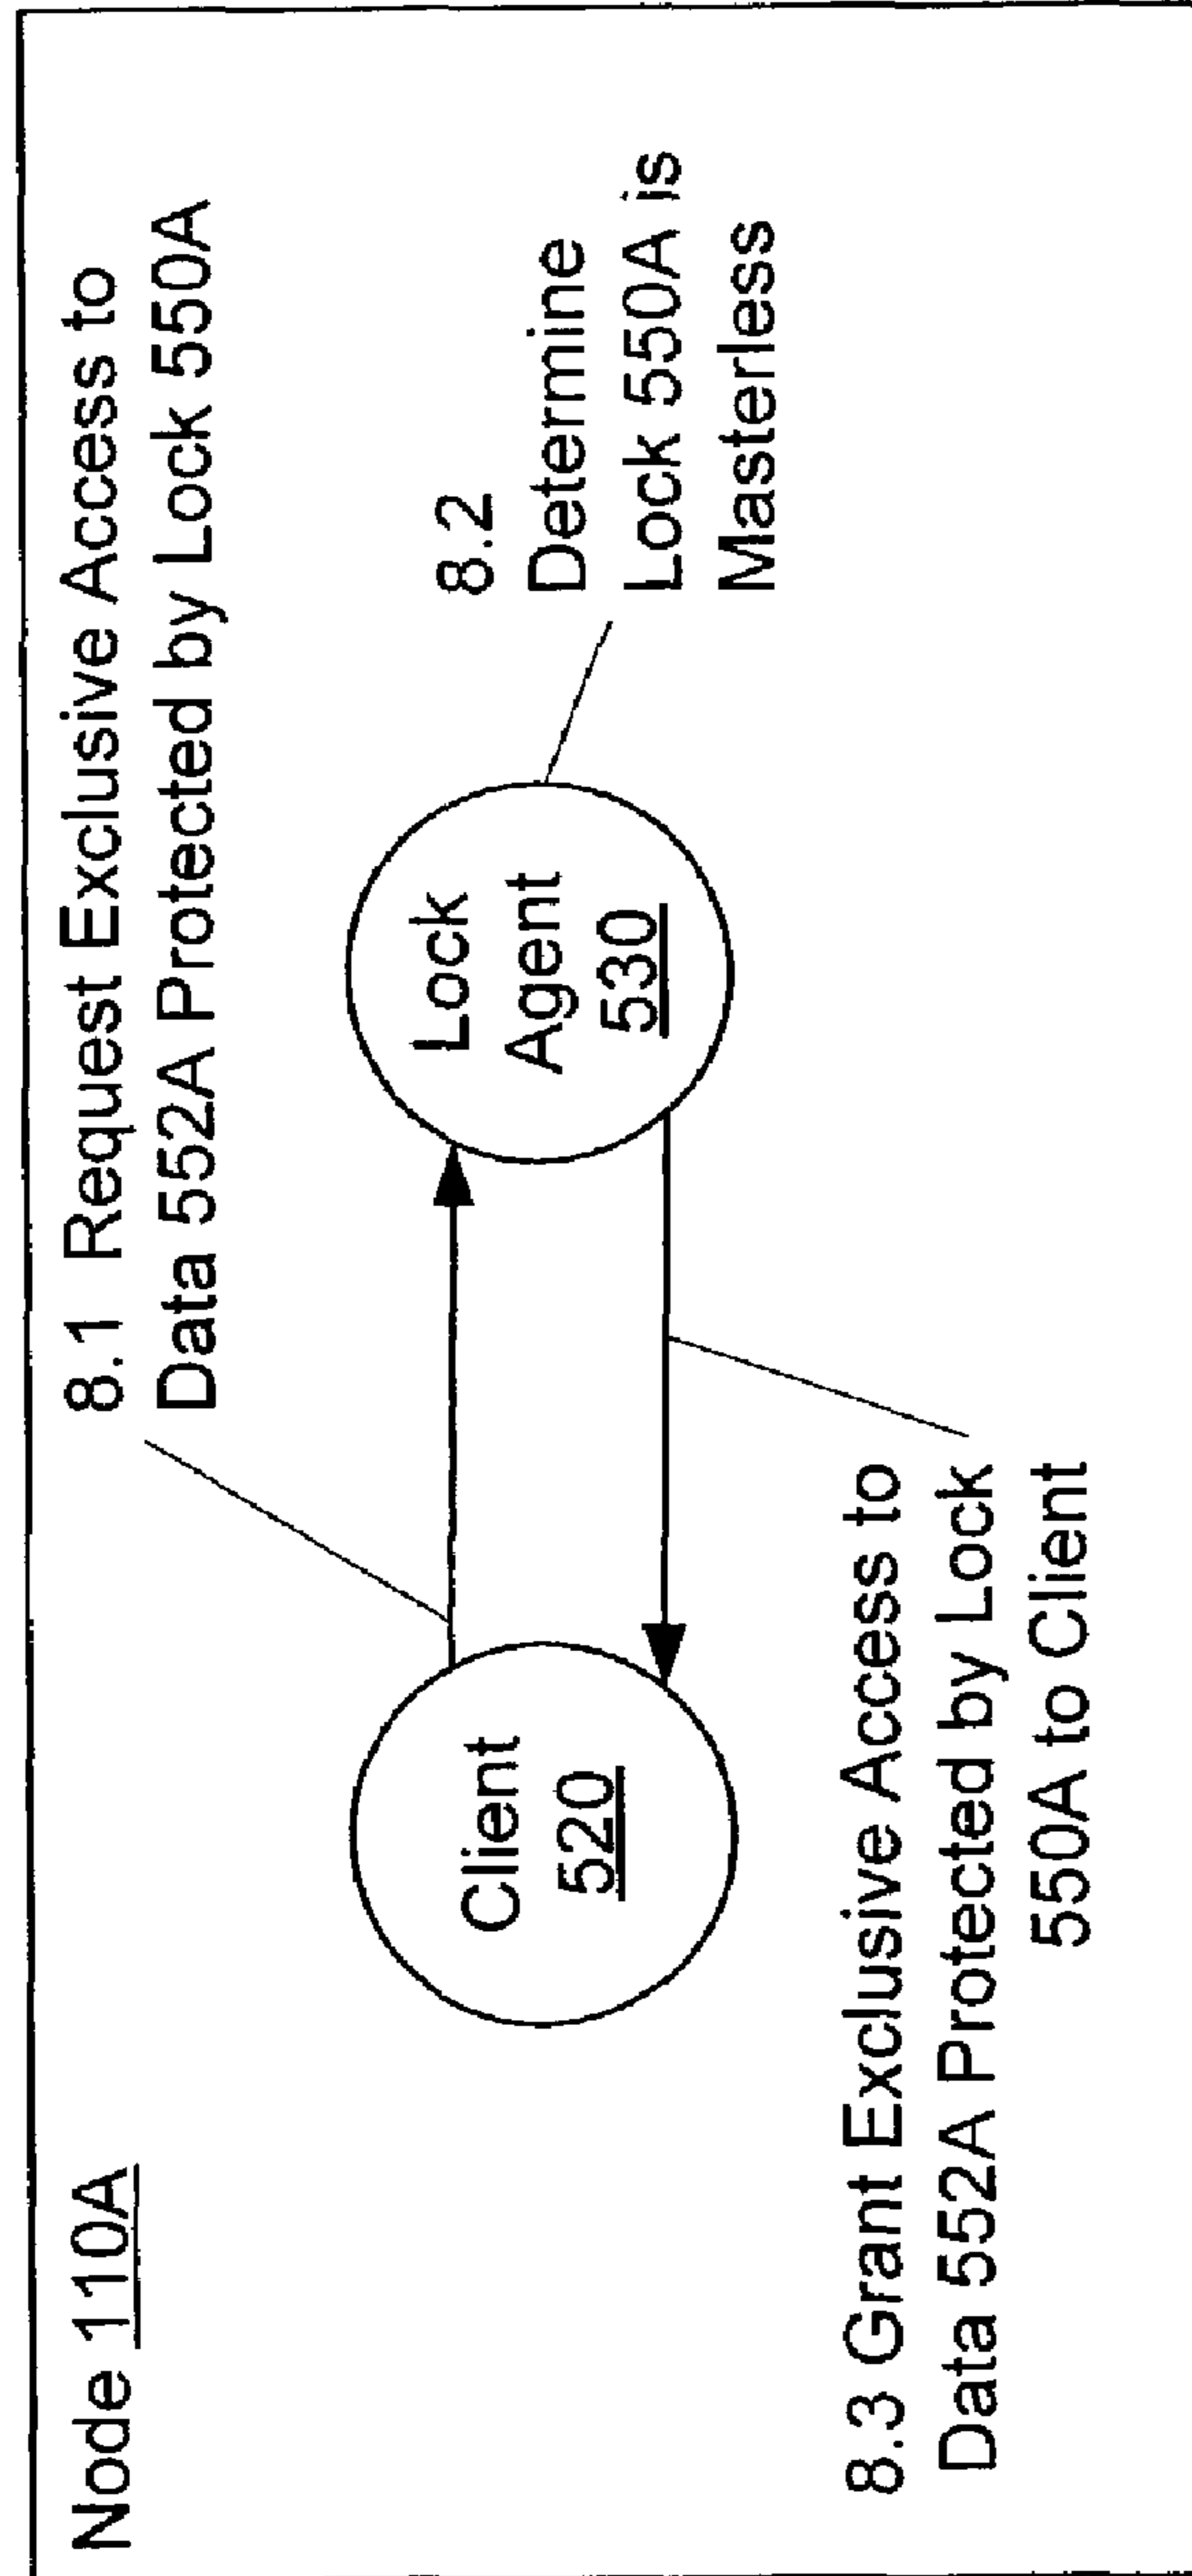 Node 110A
8.1 Request Exclusive Access to
Data 552A Protected by Lock 550A
Client
520
Lock
Agent
530
8.2
Determine
Lock 550A is
Masterless
8.3 Grant Exclusive Access to
Data 552A Protected by Lock
550A to Client